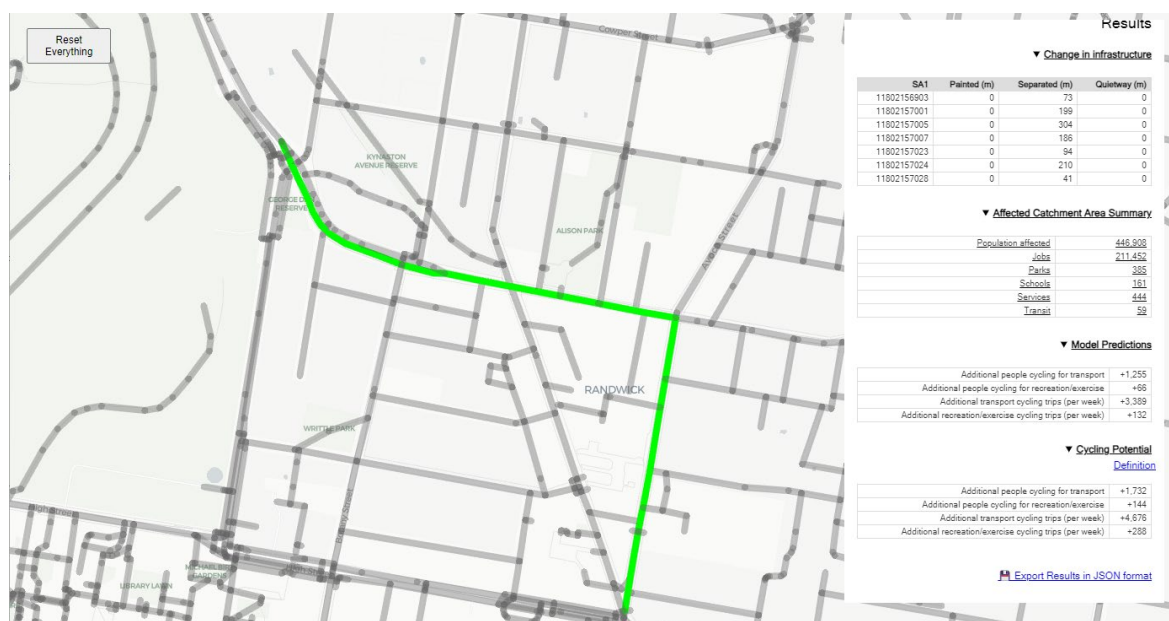 Reset
Everything
Cowper Street
KYNASTON
AVENUE RESERVE
RESERVE
ALISON PARK
Avoca Street
RANDWICK
WRITTLE PARK
High Street
LIBRARY LAWN
GARDENS
Results
▼ Change in infrastructure
SA1 Painted (m) Separated (m) Quietway (m)
11802156903 0 73 0
11802157001 0 199 0
11802157005 0 304 0
11802157007 0 186 0
11802157023 0 94 0
11802157024 0 210 0
11802157028 0 41 0
▼ Affected Catchment Area Summary
Population affected 446,908
Jobs 211,452
Parks 385
Schools 161
Services 444
Transit 59
▼ Model Predictions
Additional people cycling for transport +1,255
Additional people cycling for recreation/exercise +66
Additional transport cycling trips (per week) +3,389
Additional recreation/exercise cycling trips (per week) +132
▼ Cycling Potential
Definition
Additional people cycling for transport +1,732
Additional people cycling for recreation/exercise +144
Additional transport cycling trips (per week) +4,676
Additional recreation/exercise cycling trips (per week) +288
Export Results in JSON format